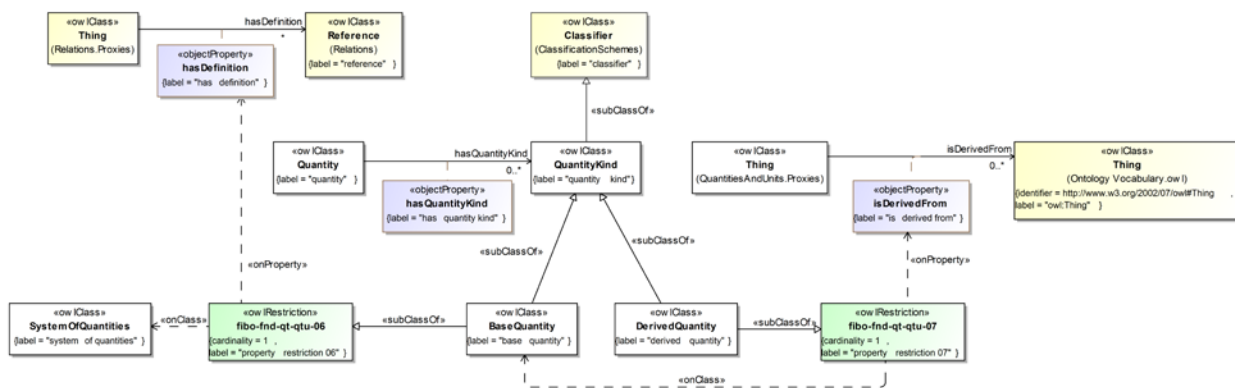 «owlClass»
Thing
(Relations.Proxies)
hasDefinition
*
«owlClass»
Reference
(Relations)
{label = "reference" }
«objectProperty»
hasDefinition
{label = "has definition" }
«owlClass»
Classifier
(ClassificationSchemes)
{label = "classifier" }
«subClassOf»
«owlClass»
Quantity
{label = "quantity" }
hasQuantityKind
0..*
«owlClass»
QuantityKind
{label = "quantity kind"}
«objectProperty»
hasQuantityKind
{label = "has quantity kind" }
«owlClass»
Thing
(QuantitiesAndUnits.Proxies)
isDerivedFrom
0..*
«owlClass»
Thing
(Ontology Vocabulary.owl)
{identifier = http://www.w3.org/2002/07/owl#Thing ,
label = "owl:Thing" }
«objectProperty»
isDerivedFrom
{label = "is derived from" }
«subClassOf»
«subClassOf»
«onProperty»
«onProperty»
«owlClass»
SystemOfQuantities
{label = "system of quantities" }
«onClass»
«owlRestriction»
fibo-fnd-qt-qtu-06
{cardinality = 1 ,
label = "property restriction 06" }
«subClassOf»
«owlClass»
BaseQuantity
{label = "base quantity" }
«owlClass»
DerivedQuantity
{label = "derived quantity" }
«subClassOf»
«owlRestriction»
fibo-fnd-qt-qtu-07
{cardinality = 1 ,
label = "property restriction 07" }
«onClass»